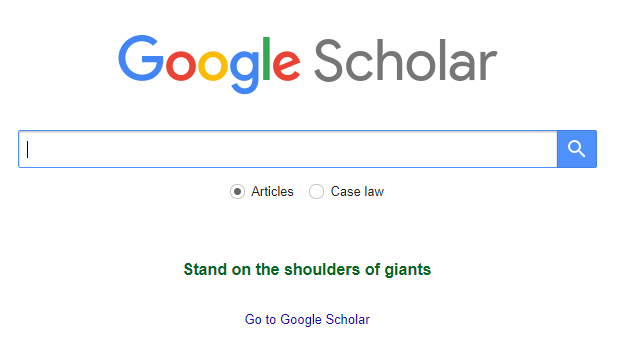 Google Scholar
Articles Case law
Stand on the shoulders of giants
Go to Google Scholar